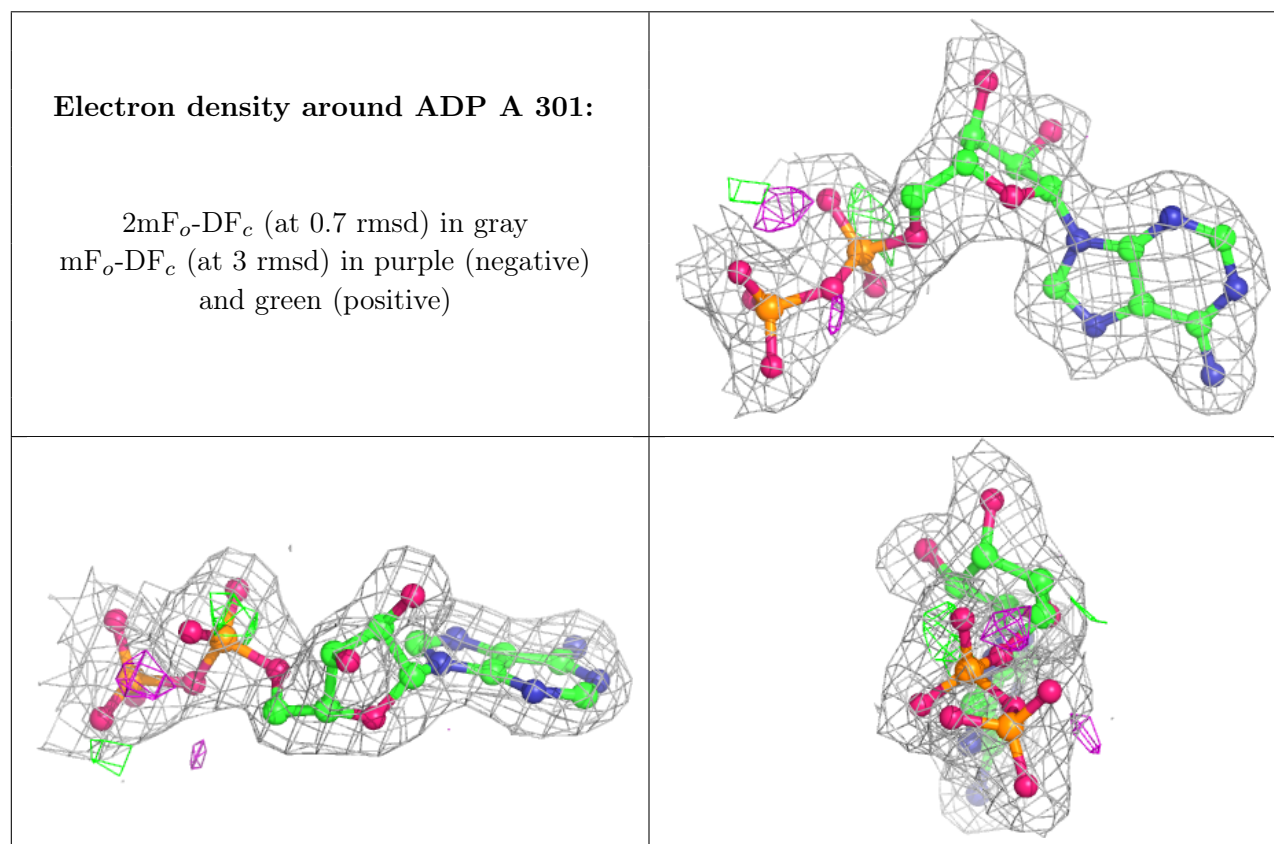 Electron density around ADP A 301:
2mFo-DFc (at 0.7 rmsd) in gray
mFo-DFc (at 3 rmsd) in purple (negative)
and green (positive)